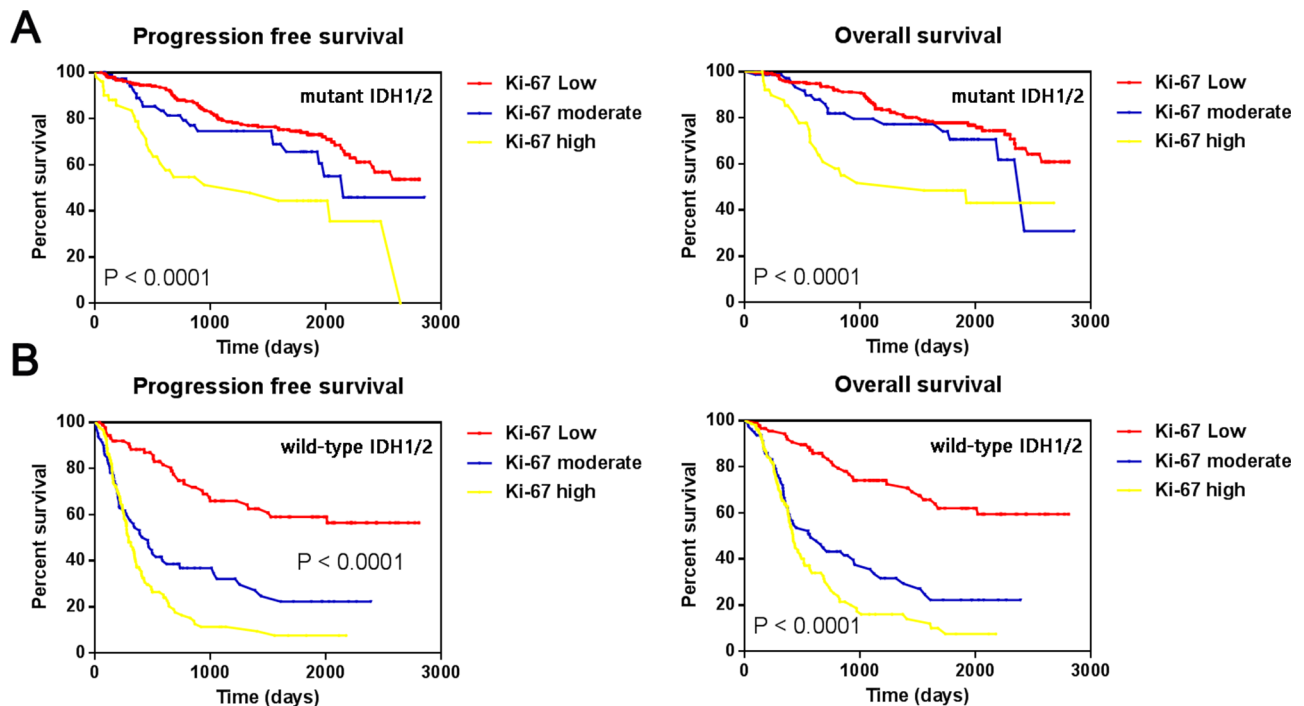 A
Progression free survival
100
80
60
40
20
0
Percent survival
mutant IDH1/2
P < 0.0001
0 1000 2000 3000
Time (days)
Ki-67 Low
Ki-67 moderate
Ki-67 high
Overall survival
100
80
60
40
20
0
Percent survival
mutant IDH1/2
P < 0.0001
0 1000 2000 3000
Time (days)
Ki-67 Low
Ki-67 moderate
Ki-67 high
B
Progression free survival
100
80
60
40
20
0
Percent survival
wild-type IDH1/2
P < 0.0001
0 1000 2000 3000
Time (days)
Ki-67 Low
Ki-67 moderate
Ki-67 high
Overall survival
100
80
60
40
20
0
Percent survival
wild-type IDH1/2
P < 0.0001
0 1000 2000 3000
Time (days)
Ki-67 Low
Ki-67 moderate
Ki-67 high